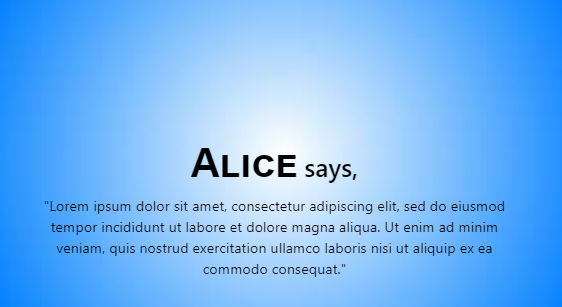 Alice says,
"Lorem ipsum dolor sit amet, consectetur adipiscing elit, sed do eiusmod
tempor incididunt ut labore et dolore magna aliqua. Ut enim ad minim
veniam, quis nostrud exercitation ullamco laboris nisi ut aliquip ex ea
commodo consequat."